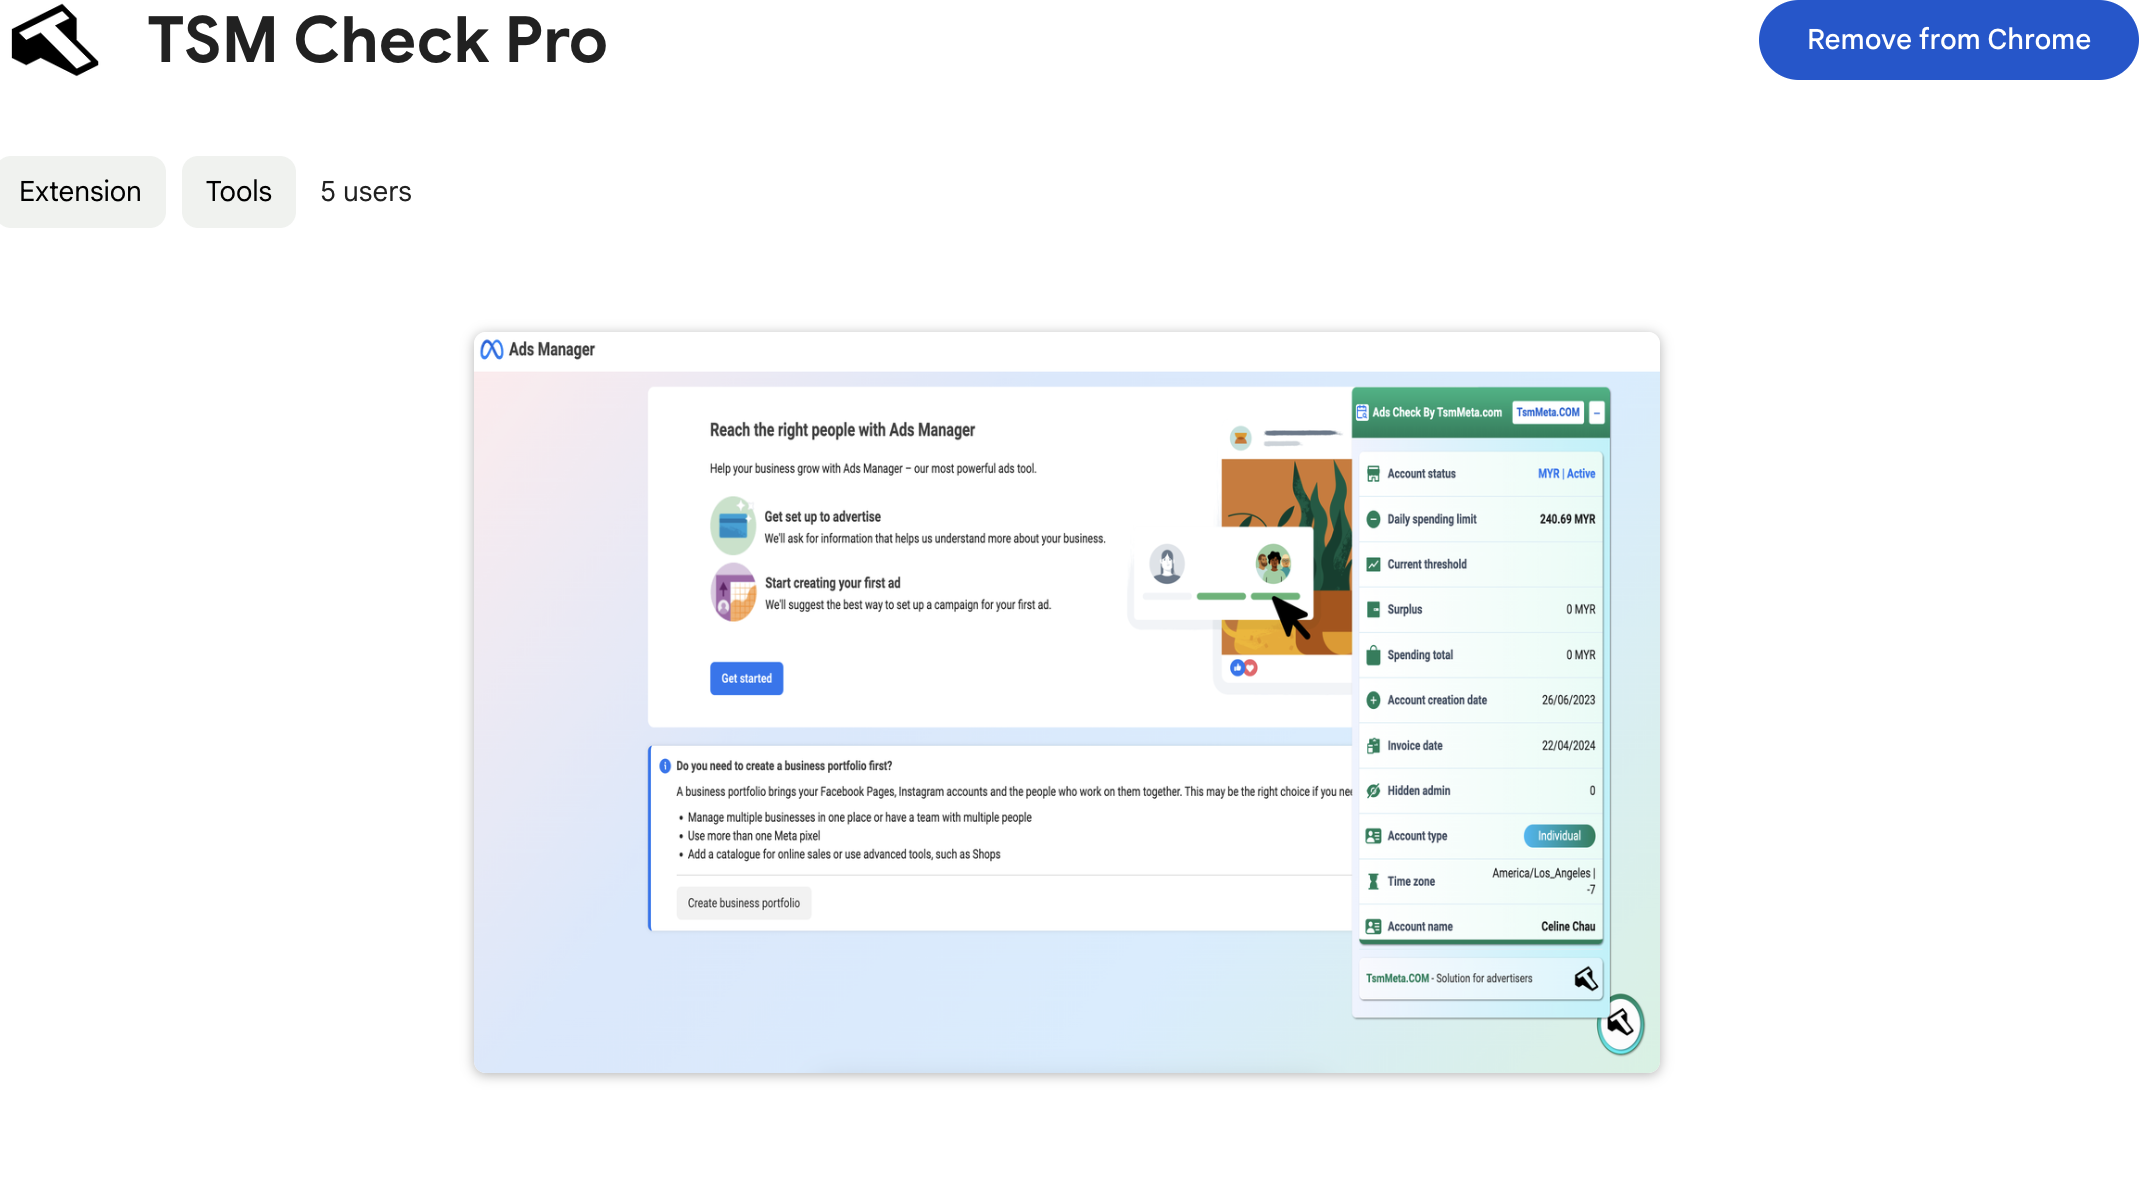 TSM Check Pro
Remove from Chrome
Extension
Tools
5 users
Ads Manager
Reach the right people with Ads Manager
Help your business grow with Ads Manager – our most powerful ads tool.
Get set up to advertise
We'll ask for information that helps us understand more about your business.
Start creating your first ad
We'll suggest the best way to set up a campaign for your first ad.
Get started
Do you need to create a business portfolio first?
A business portfolio brings your Facebook Pages, Instagram accounts and the people who work on them together. This may be the right choice if you nee
• Manage multiple businesses in one place or have a team with multiple people
• Use more than one Meta pixel
• Add a catalogue for online sales or use advanced tools, such as Shops
Create business portfolio
Ads Check By TsmMeta.com
TsmMeta.COM
–
Account status
MYR | Active
Daily spending limit
240.69 MYR
Current threshold
Surplus
0 MYR
Spending total
0 MYR
Account creation date
26/06/2023
Invoice date
22/04/2024
Hidden admin
0
Account type
Individual
Time zone
America/Los_Angeles |
-7
Account name
Celine Chau
TsmMeta.COM - Solution for advertisers